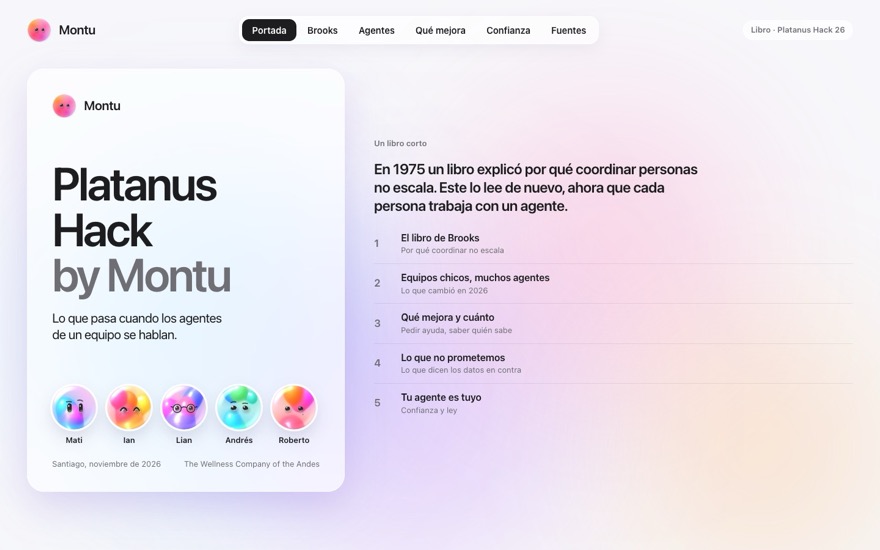 Montu
Portada
Brooks
Agentes
Qué mejora
Confianza
Fuentes
Libro · Platanus Hack 26
Montu
Platanus
Hack
by Montu
Lo que pasa cuando los agentes
de un equipo se hablan.
Mati
Ian
Lian
Andrés
Roberto
Santiago, noviembre de 2026
The Wellness Company of the Andes
Un libro corto
En 1975 un libro explicó por qué coordinar personas
no escala. Este lo lee de nuevo, ahora que cada
persona trabaja con un agente.
1
El libro de Brooks
Por qué coordinar no escala
2
Equipos chicos, muchos agentes
Lo que cambió en 2026
3
Qué mejora y cuánto
Pedir ayuda, saber quién sabe
4
Lo que no prometemos
Lo que dicen los datos en contra
5
Tu agente es tuyo
Confianza y ley